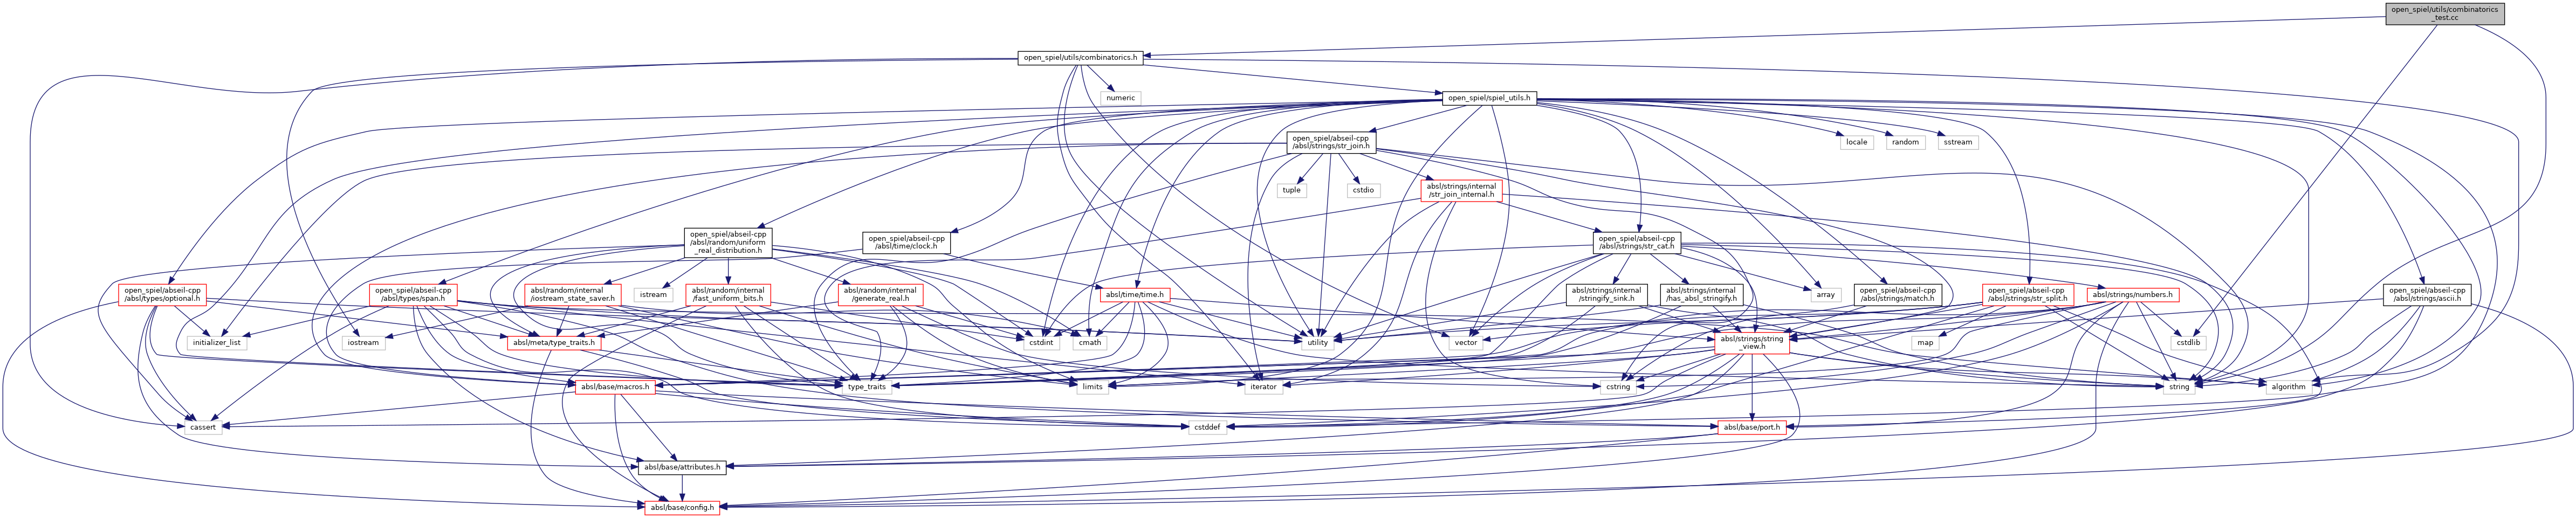 open_spiel/utils/combinatorics
_test.cc
open_spiel/utils/combinatorics.h
numeric
open_spiel/spiel_utils.h
open_spiel/abseil-cpp
/absl/strings/str_join.h
locale
random
sstream
tuple
cstdio
absl/strings/internal
/str_join_internal.h
open_spiel/abseil-cpp
/absl/random/uniform
_real_distribution.h
open_spiel/abseil-cpp
/absl/time/clock.h
open_spiel/abseil-cpp
/absl/strings/str_cat.h
open_spiel/abseil-cpp
/absl/types/optional.h
open_spiel/abseil-cpp
/absl/types/span.h
absl/random/internal
/iostream_state_saver.h
istream
absl/random/internal
/fast_uniform_bits.h
absl/random/internal
/generate_real.h
absl/time/time.h
absl/strings/internal
/stringify_sink.h
absl/strings/internal
/has_absl_stringify.h
array
open_spiel/abseil-cpp
/absl/strings/match.h
open_spiel/abseil-cpp
/absl/strings/str_split.h
absl/strings/numbers.h
open_spiel/abseil-cpp
/absl/strings/ascii.h
initializer_list
iostream
absl/meta/type_traits.h
cstdint
cmath
utility
vector
absl/strings/string
_view.h
map
cstdlib
absl/base/macros.h
type_traits
limits
iterator
cstring
string
algorithm
cassert
cstddef
absl/base/port.h
absl/base/attributes.h
absl/base/config.h